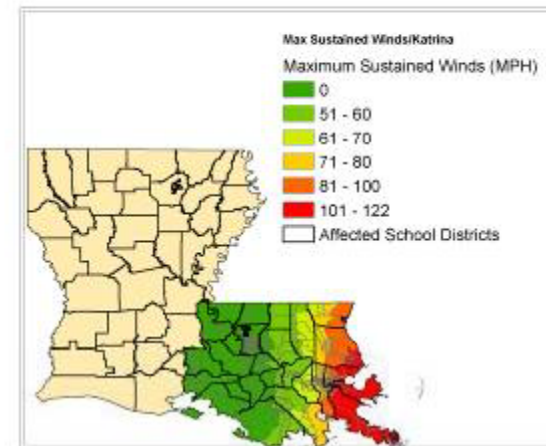 Max Sustained Winds/Katrina
Maximum Sustained Winds (MPH)
0
51 - 60
61 - 70
71 - 80
81 - 100
101 - 122
Affected School Districts